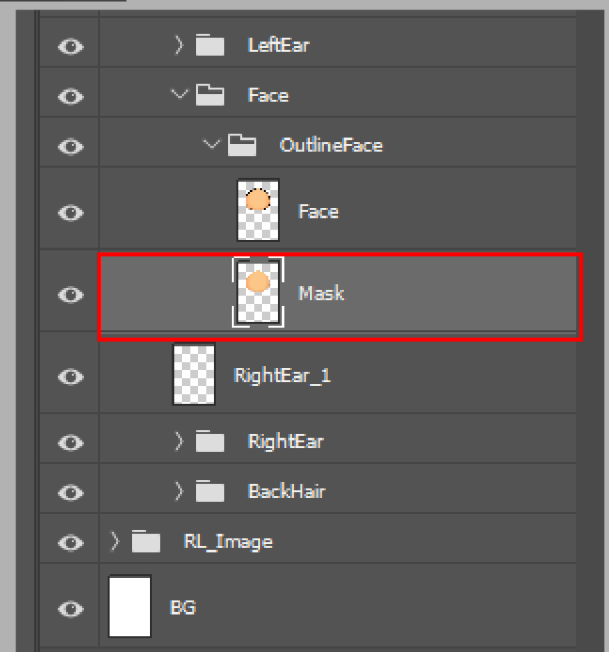 LeftEar
Face
OutlineFace
Face
Mask
RightEar_1
RightEar
BackHair
RL_Image
BG